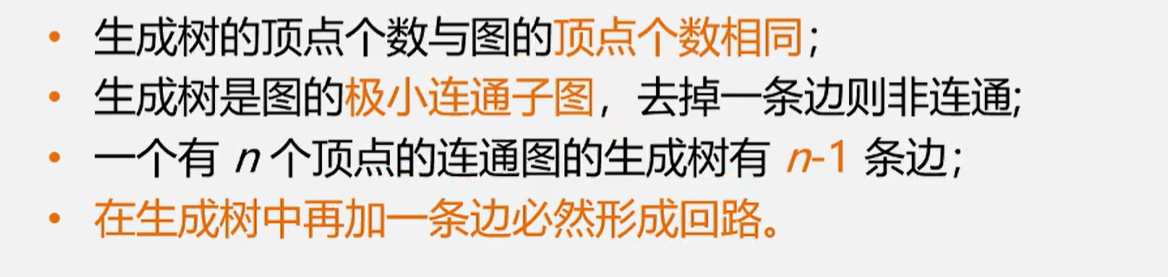 • 生成树的顶点个数与图的顶点个数相同；
• 生成树是图的极小连通子图，去掉一条边则非连通;
• 一个有 n 个顶点的连通图的生成树有 n-1 条边；
• 在生成树中再加一条边必然形成回路。